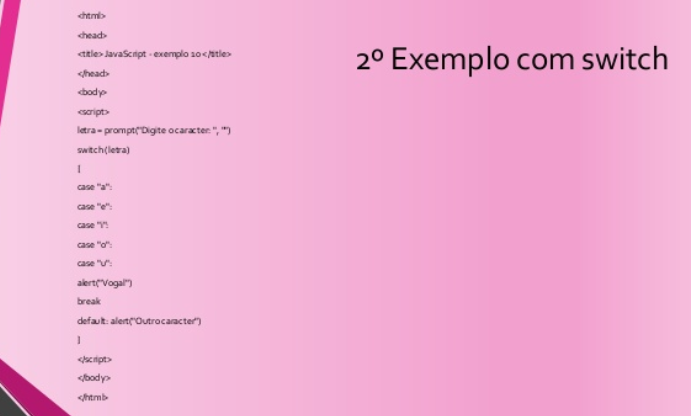 2º Exemplo com switch
<html>
<head>
<title> JavaScript - exemplo 10 </title>
</head>
<body>
<script>
letra = prompt("Digite o caracter: ", "")
switch (letra)
{
case "a":
case "e":
case "i":
case "o":
case "u":
alert("Vogal")
break
default: alert("Outro caracter")
}
</script>
</body>
</html>